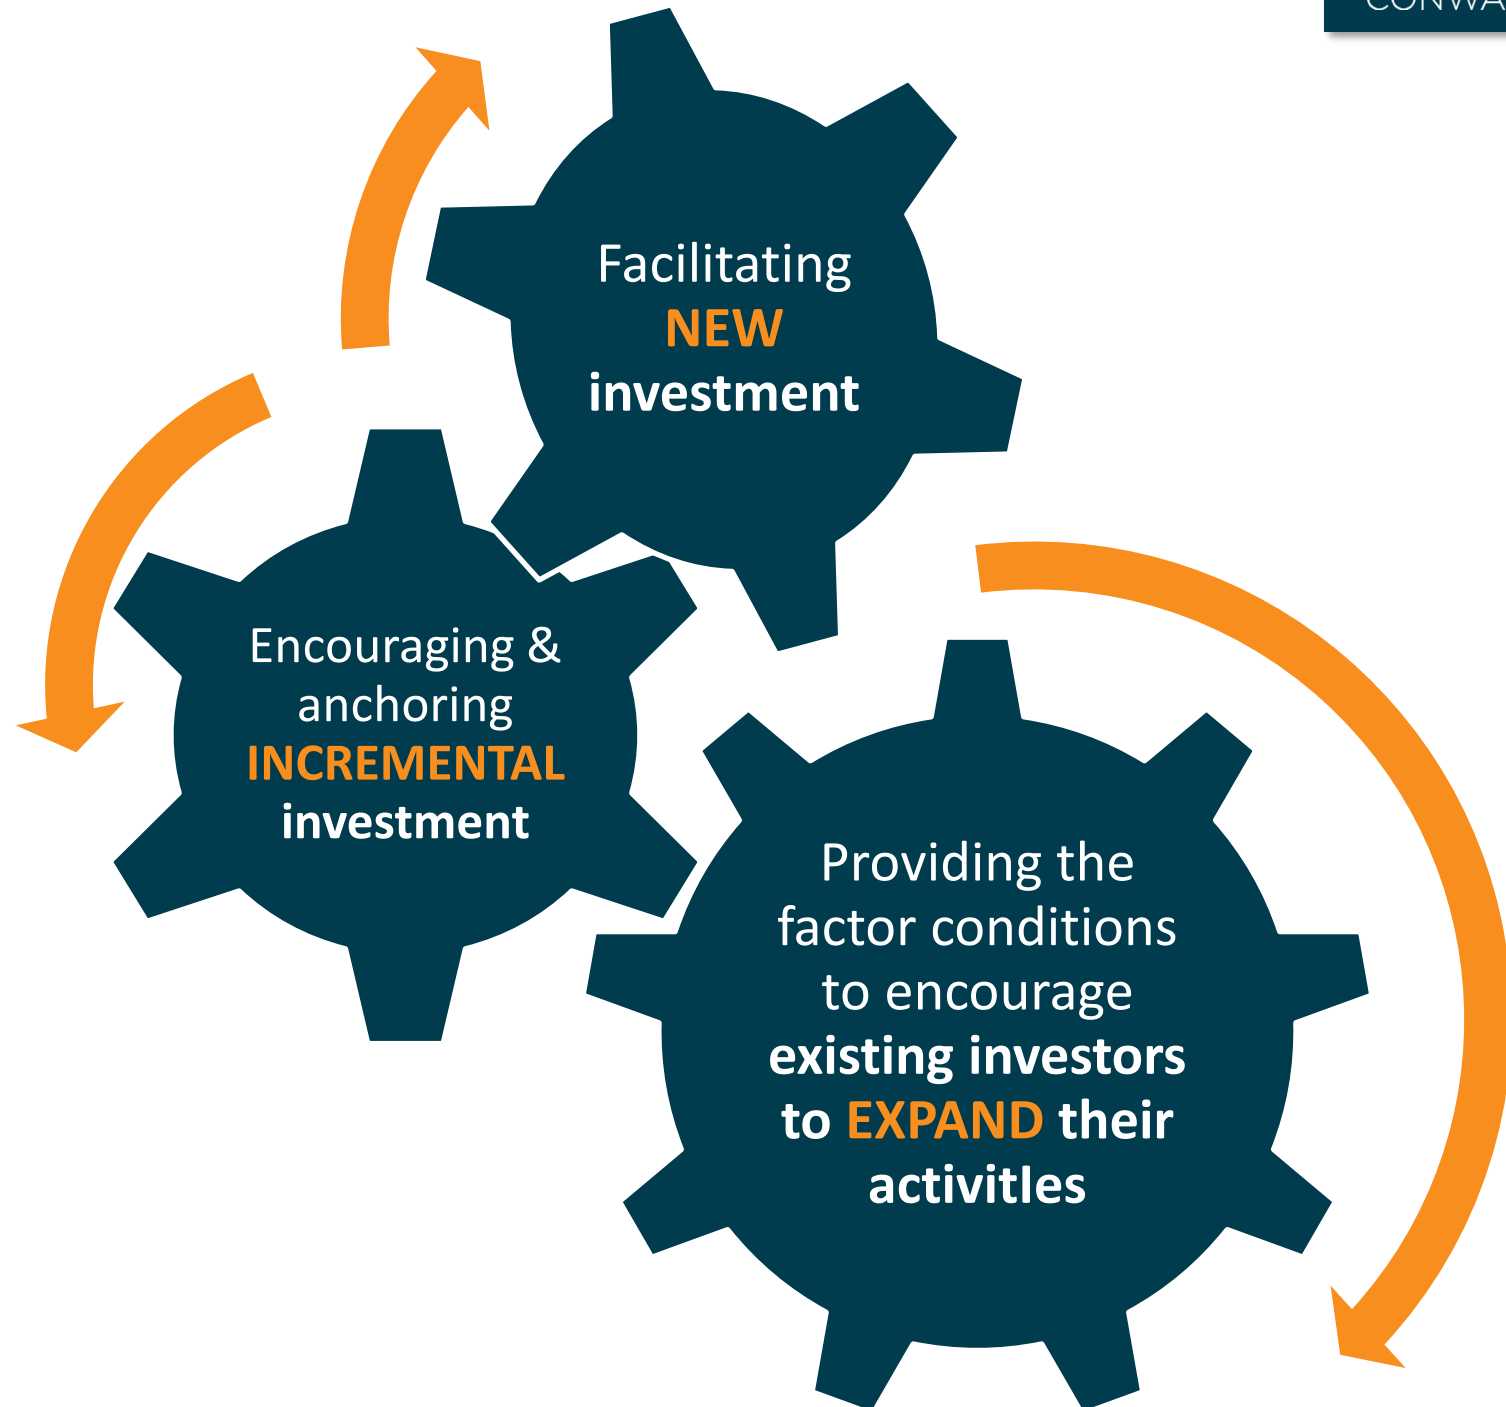 CONWA
Facilitating
NEW
investment
Encouraging &
anchoring
INCREMENTAL
investment
Providing the
factor conditions
to encourage
existing investors
to EXPAND their
activitles